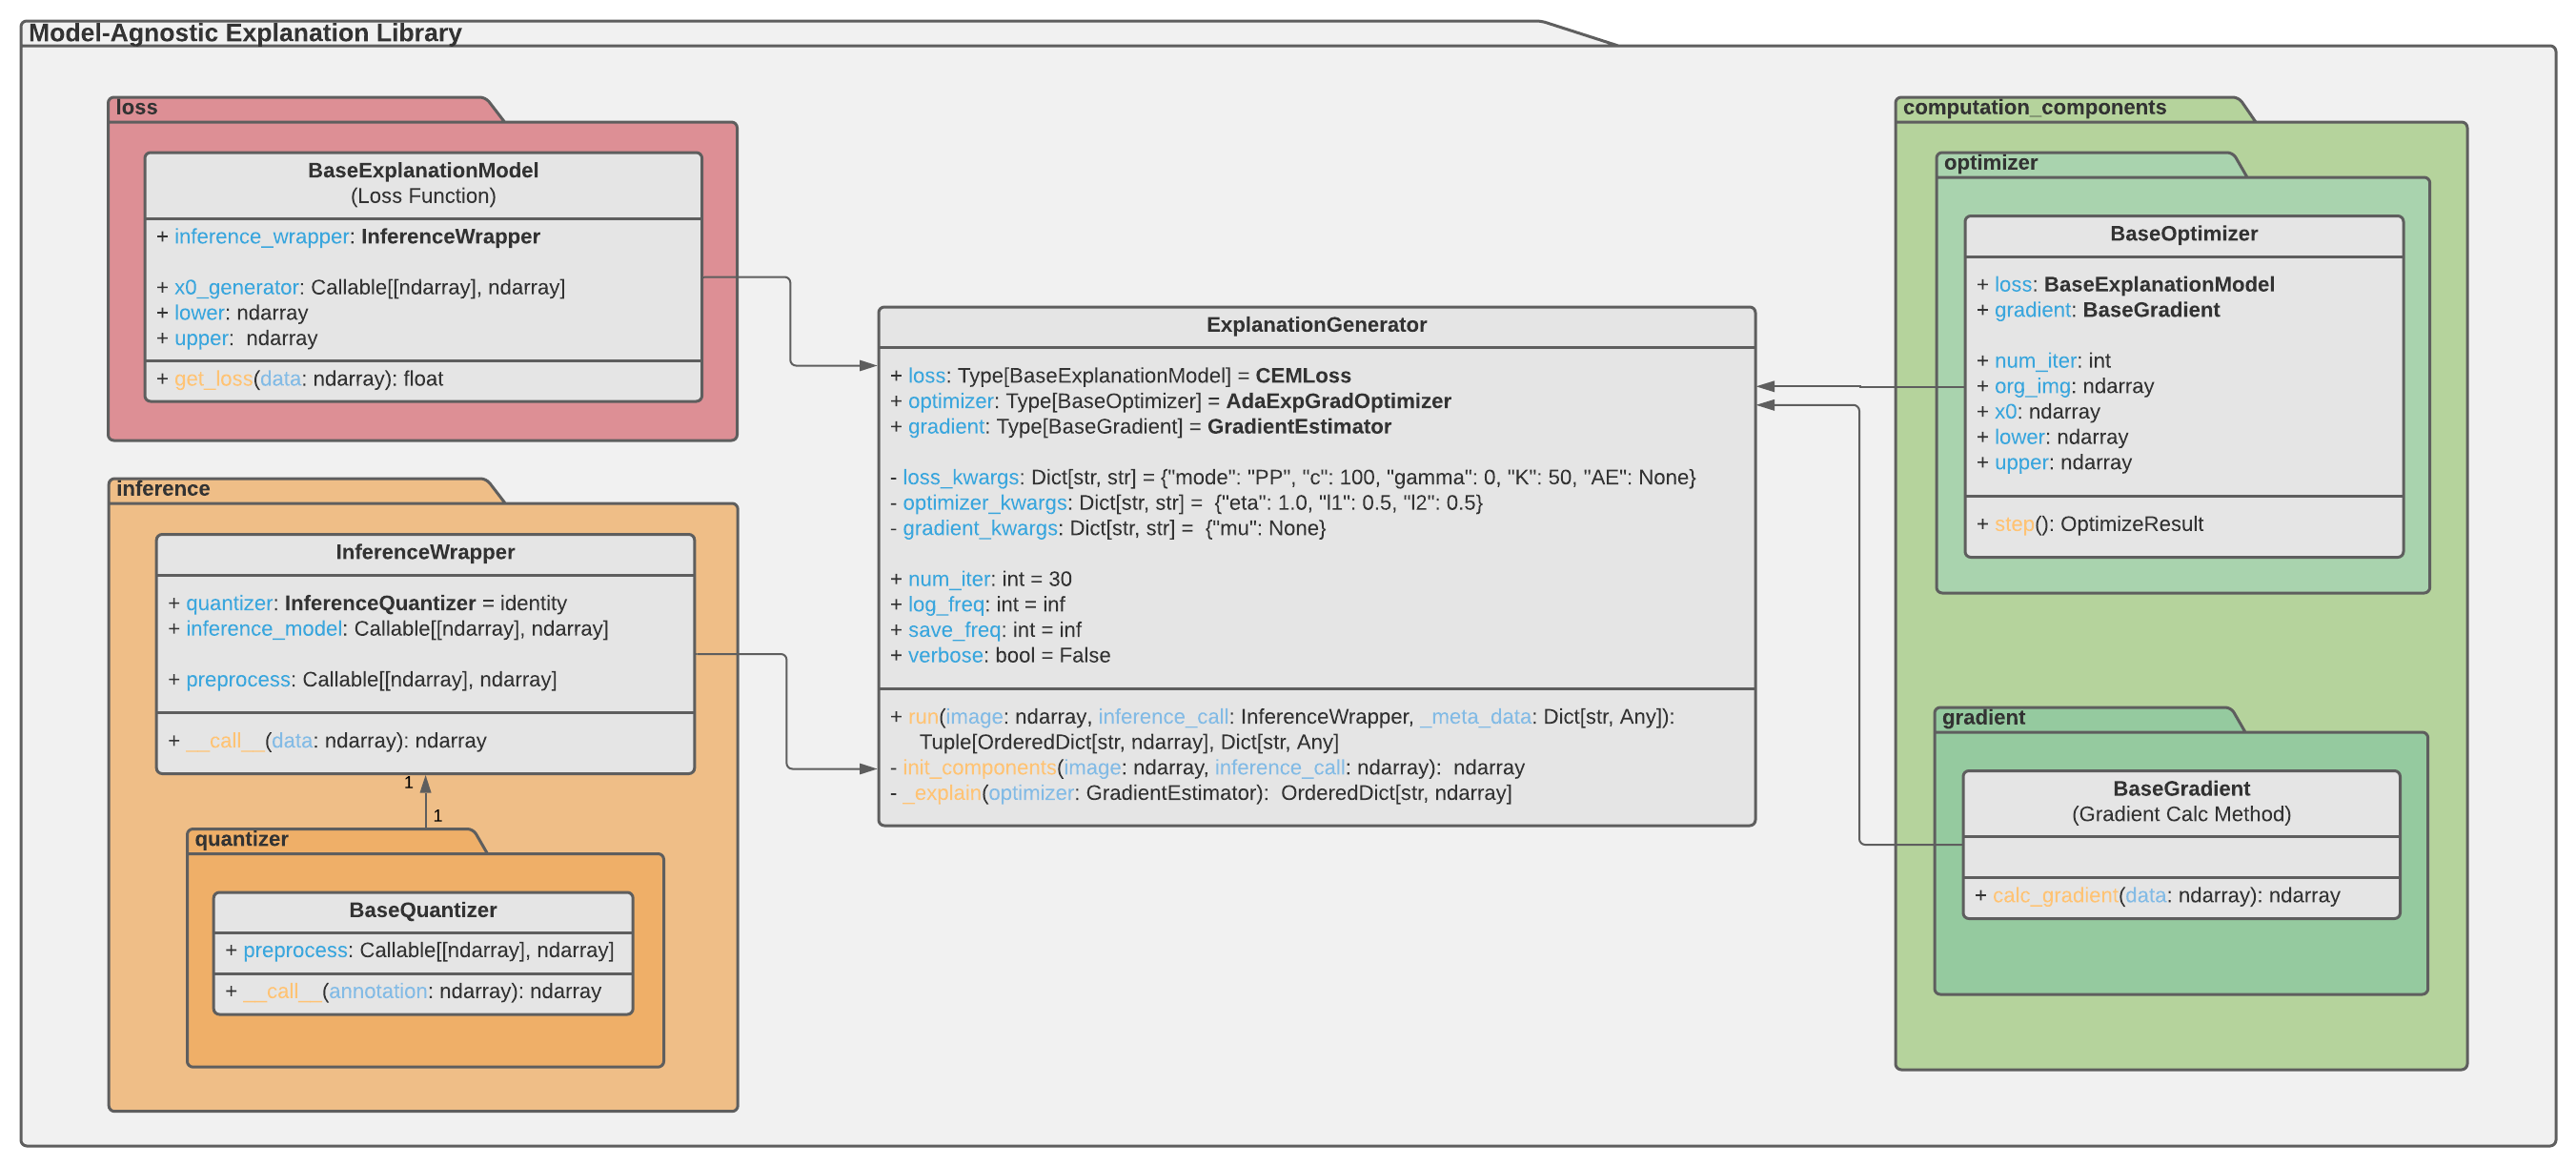 Model-Agnostic Explanation Library
loss
BaseExplanationModel
(Loss Function)
+ inference_wrapper: InferenceWrapper
+ x0_generator: Callable[[ndarray], ndarray]
+ lower: ndarray
+ upper:  ndarray
+ get_loss(data: ndarray): float
inference
InferenceWrapper
+ quantizer: InferenceQuantizer = identity
+ inference_model: Callable[[ndarray], ndarray]
+ preprocess: Callable[[ndarray], ndarray]
+ __call__(data: ndarray): ndarray
1
1
quantizer
BaseQuantizer
+ preprocess: Callable[[ndarray], ndarray]
+ __call__(annotation: ndarray): ndarray
ExplanationGenerator
+ loss: Type[BaseExplanationModel] = CEMLoss
+ optimizer: Type[BaseOptimizer] = AdaExpGradOptimizer
+ gradient: Type[BaseGradient] = GradientEstimator
- loss_kwargs: Dict[str, str] = {"mode": "PP", "c": 100, "gamma": 0, "K": 50, "AE": None}
- optimizer_kwargs: Dict[str, str] =  {"eta": 1.0, "l1": 0.5, "l2": 0.5}
- gradient_kwargs: Dict[str, str] =  {"mu": None}
+ num_iter: int = 30
+ log_freq: int = inf
+ save_freq: int = inf
+ verbose: bool = False
+ run(image: ndarray, inference_call: InferenceWrapper, _meta_data: Dict[str, Any]):
Tuple[OrderedDict[str, ndarray], Dict[str, Any]
- init_components(image: ndarray, inference_call: ndarray):  ndarray
- _explain(optimizer: GradientEstimator):  OrderedDict[str, ndarray]
computation_components
optimizer
BaseOptimizer
+ loss: BaseExplanationModel
+ gradient: BaseGradient
+ num_iter: int
+ org_img: ndarray
+ x0: ndarray
+ lower: ndarray
+ upper: ndarray
+ step(): OptimizeResult
gradient
BaseGradient
(Gradient Calc Method)
+ calc_gradient(data: ndarray): ndarray